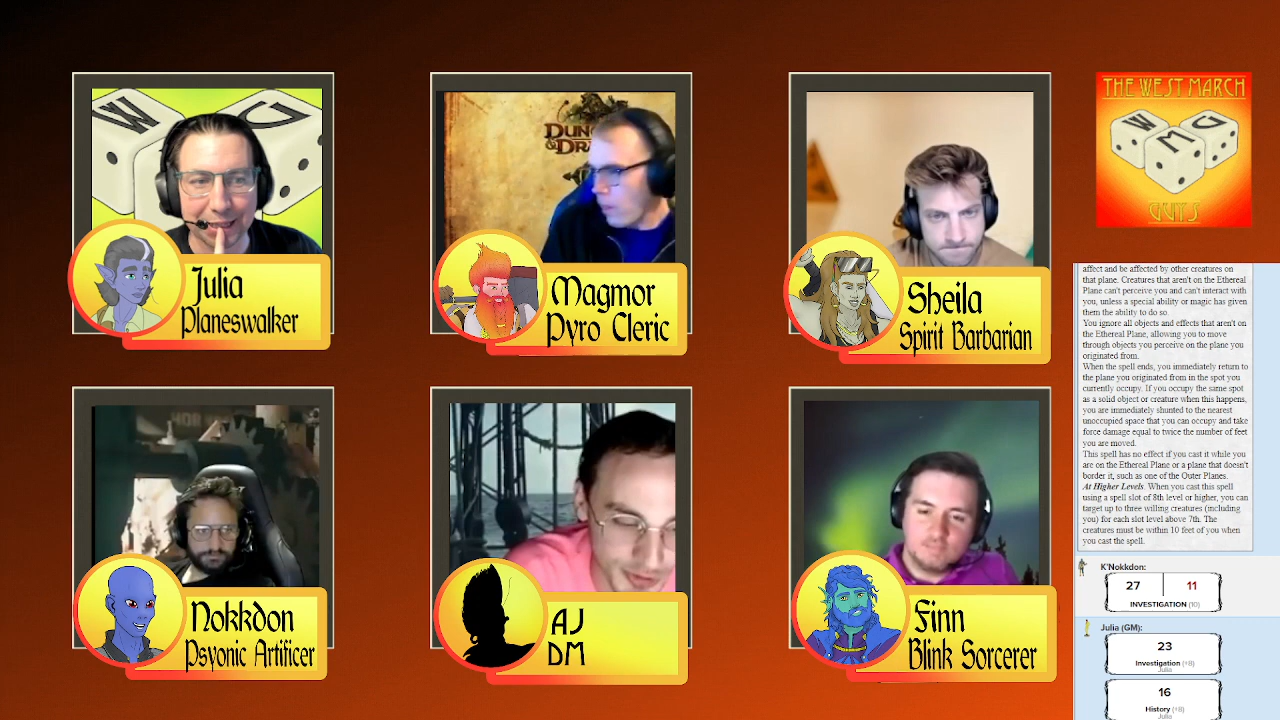 W G
DUN
& DR
THE WEST MARCH
W M G
GUYS
Julia
Planeswalker
Magmor
Pyro Cleric
Sheila
Spirit Barbarian
Nokkdon
Psyonic Artificer
AJ
DM
Finn
Blink Sorcerer
affect and be affected by other creatures on
that plane. Creatures that aren't on the Ethereal
Plane can't perceive you and can't interact with
you, unless a special ability or magic has given
them the ability to do so.
You ignore all objects and effects that aren't on
the Ethereal Plane, allowing you to move
through objects you perceive on the plane you
originated from.
When the spell ends, you immediately return to
the plane you originated from in the spot you
currently occupy. If you occupy the same spot
as a solid object or creature when this happens,
you are immediately shunted to the nearest
unoccupied space that you can occupy and take
force damage equal to twice the number of feet
you are moved.
This spell has no effect if you cast it while you
are on the Ethereal Plane or a plane that doesn't
border it, such as one of the Outer Planes.
At Higher Levels. When you cast this spell
using a spell slot of 8th level or higher, you can
target up to three willing creatures (including
you) for each slot level above 7th. The
creatures must be within 10 feet of you when
you cast the spell.
K'Nokkdon:
27 11
INVESTIGATION (10)
Julia (GM):
23
Investigation (+8)
Julia
16
History (+8)
Julia